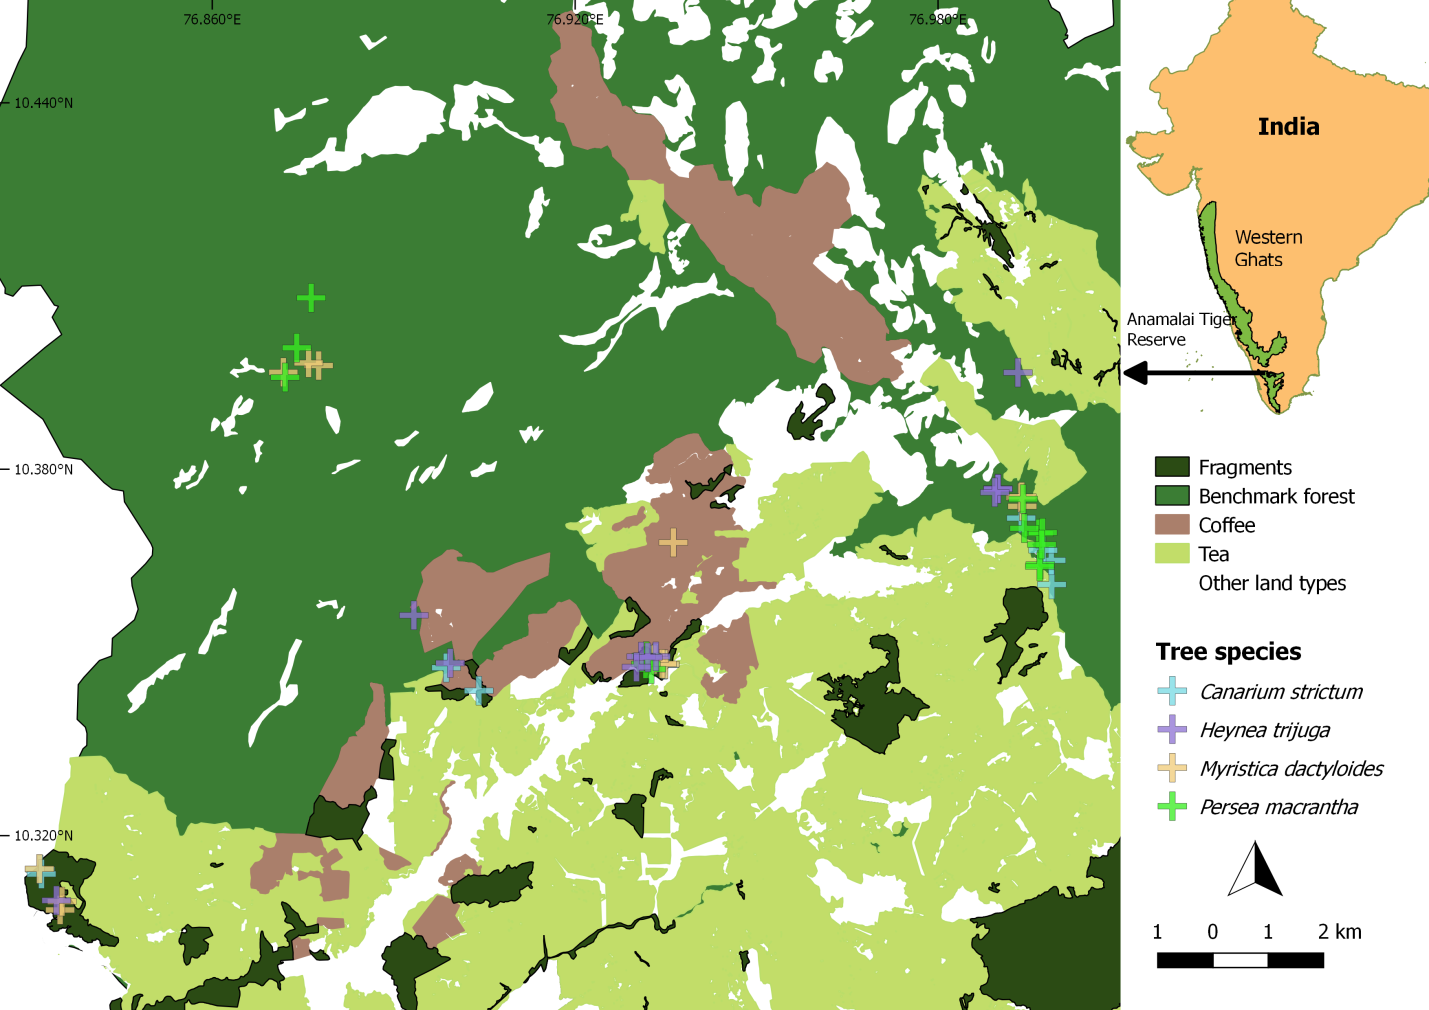 76.860°E
76.920°E
76.980°E
10.440°N
10.380°N
10.320°N
India
Western
Ghats
Anamalai Tiger
Reserve
Fragments
Benchmark forest
Coffee
Tea
Other land types
Tree species
Canarium strictum
Heynea trijuga
Myristica dactyloides
Persea macrantha
1 0 1 2 km